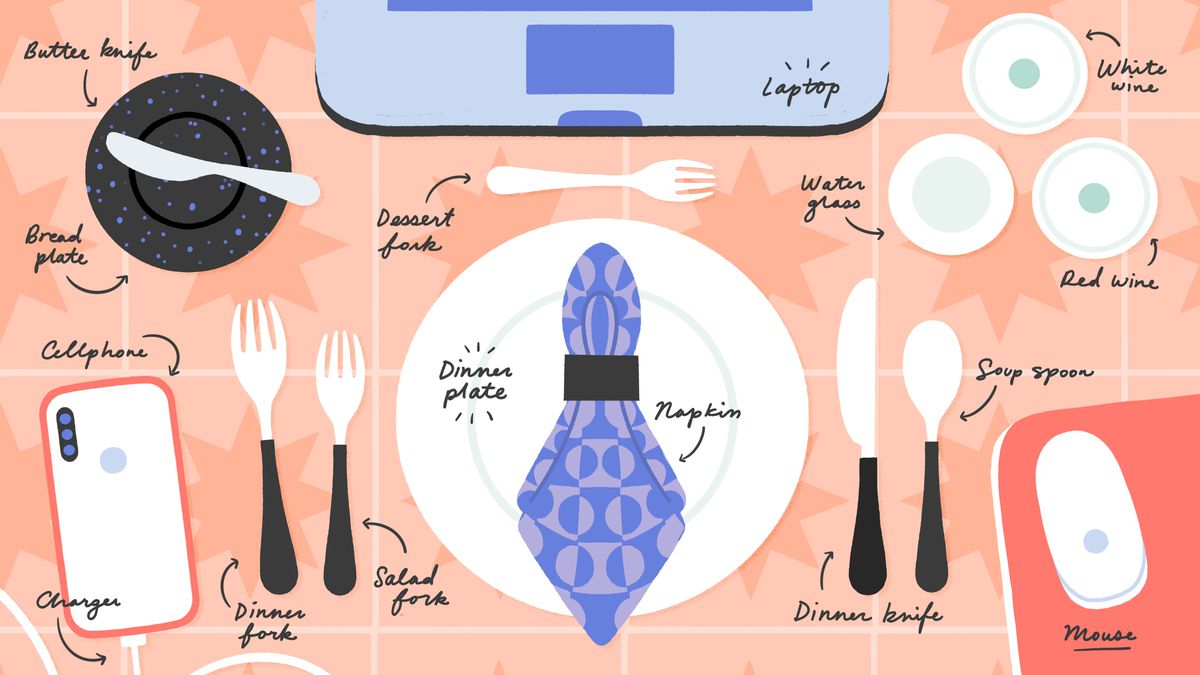 Butter knife
Laptop
White
wine
Bread
plate
Dessert
fork
Water
glass
Red wine
Cellphone
Dinner
plate
Napkin
Soup spoon
Charger
Dinner
fork
Salad
fork
Dinner knife
Mouse